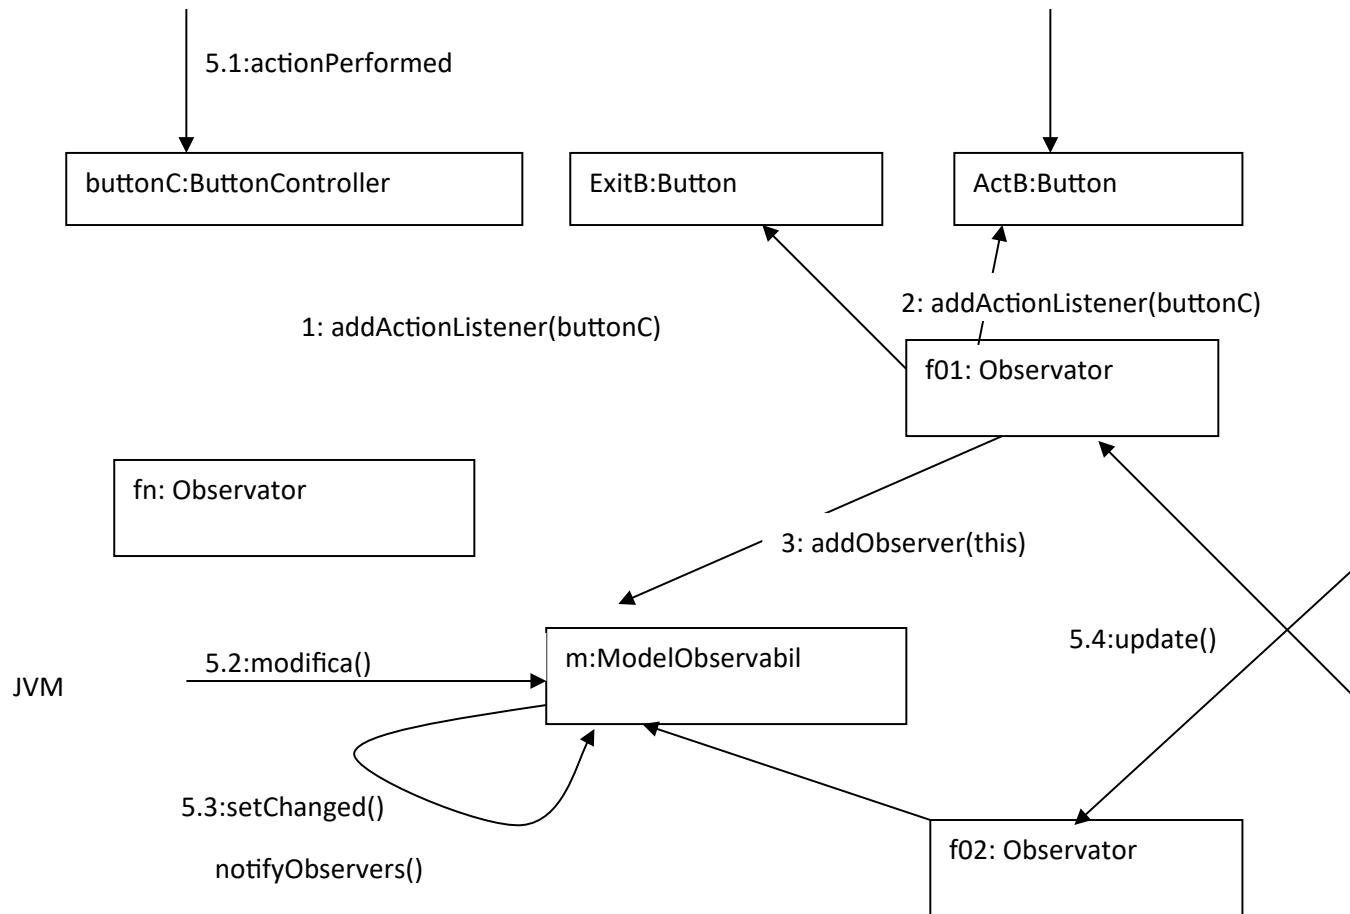 5.1:actionPerformed
buttonC:ButtonController
ExitB:Button
ActB:Button
1: addActionListener(buttonC)
2: addActionListener(buttonC)
f01: Observator
fn: Observator
3: addObserver(this)
5.2:modifica()
m:ModelObservabil
5.4:update()
JVM
5.3:setChanged()
notifyObservers()
f02: Observator